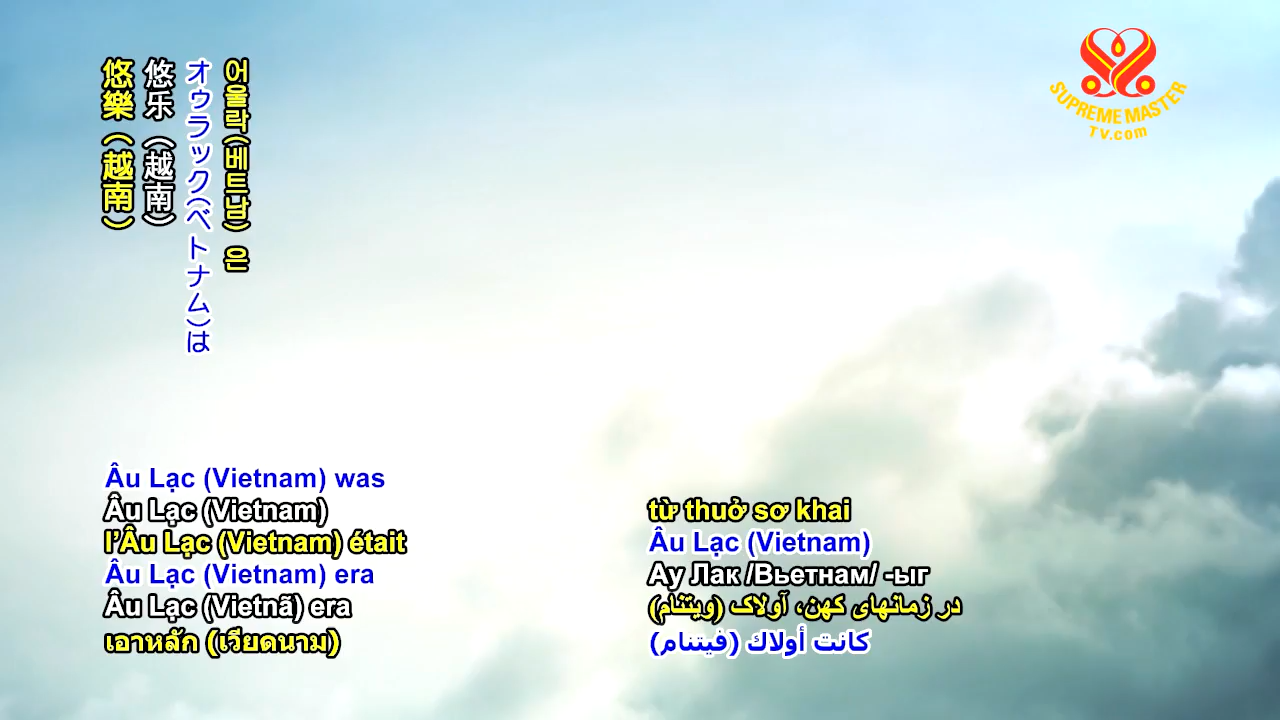 悠樂（越南）
悠乐（越南）
オゥラック(ベトナム)は
어울락(베트남) 은
SUPREME MASTER
TV.com
Âu Lạc (Vietnam) was
Âu Lạc (Vietnam)
l’Âu Lạc (Vietnam) était
Âu Lạc (Vietnam) era
Âu Lạc (Vietnã) era
เอาหลัก (เวียดนาม)
từ thuở sơ khai
Âu Lạc (Vietnam)
Ау Лак /Вьетнам/ -ыг
در زمانهای کهن، آولاک (ویتنام)
كانت أولاك (فيتنام)